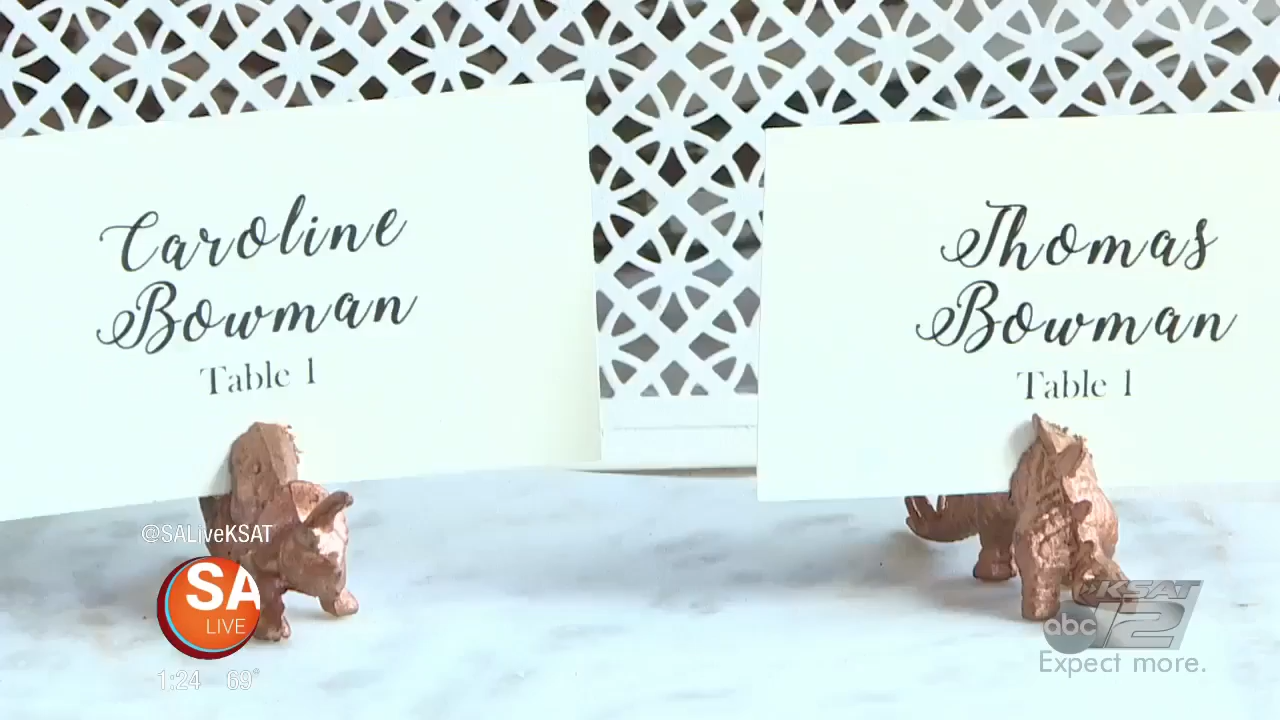 Caroline
Bowman
Table 1
Thomas
Bowman
Table 1
@SALiveKSAT
SA
LIVE
1:24 69°
KSAT
abc 12
Expect more.